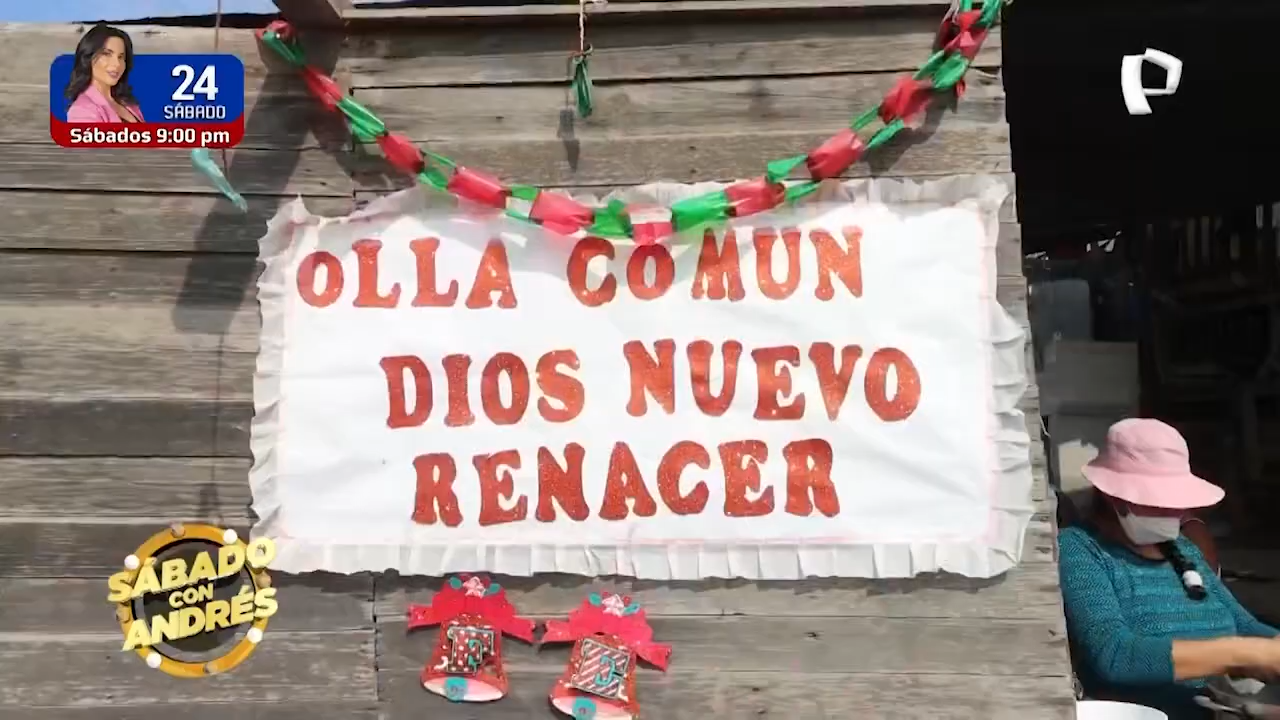 24
SÁBADO
Sábados 9:00 pm
OLLA COMUN
DIOS NUEVO
RENACER
SÁBADO
CON
ANDRÉS
F